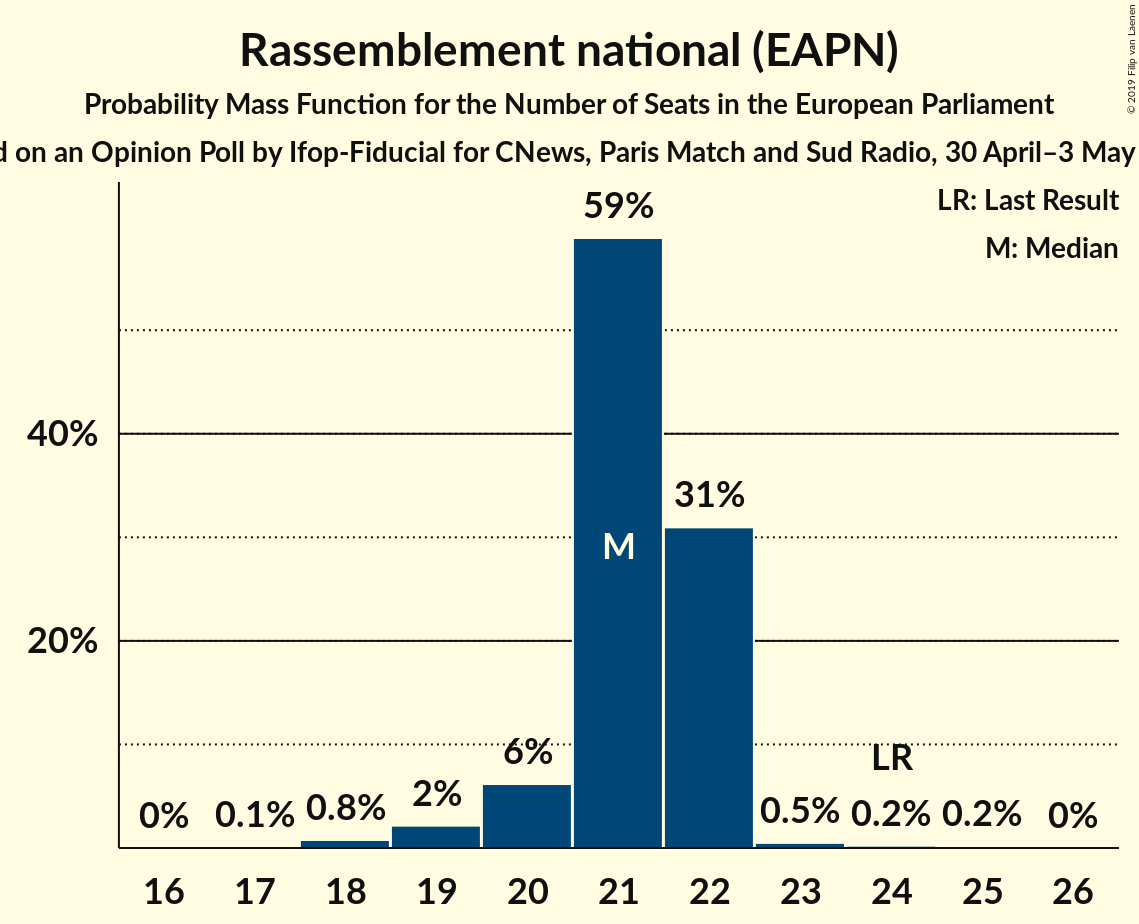 Rassemblement national (EAPN)
Probability Mass Function for the Number of Seats in the European Parliament
on an Opinion Poll by Ifop-Fiducial for CNews, Paris Match and Sud Radio, 30 April–3 May
© 2019 Filip van Laenen
LR: Last Result
M: Median
59%
40%
31%
M
20%
6%
LR
0% 0.1% 0.8% 2% 0.5% 0.2% 0.2% 0%
16 17 18 19 20 21 22 23 24 25 26